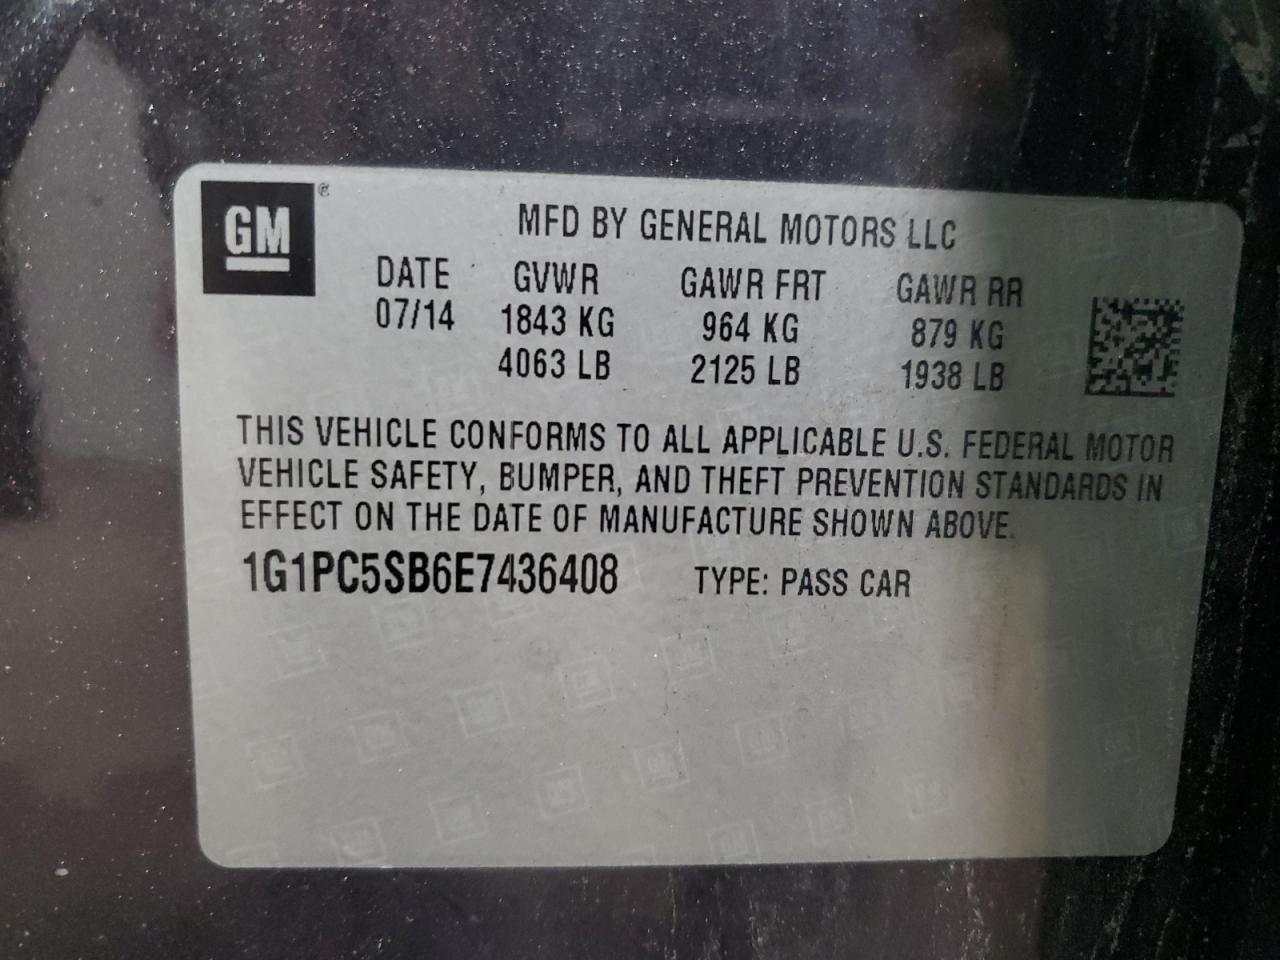 GM®
MFD BY GENERAL MOTORS LLC
DATE GVWR GAWR FRT GAWR RR
07/14 1843 KG 964 KG 879 KG
4063 LB 2125 LB 1938 LB
THIS VEHICLE CONFORMS TO ALL APPLICABLE U.S. FEDERAL MOTOR
VEHICLE SAFETY, BUMPER, AND THEFT PREVENTION STANDARDS IN
EFFECT ON THE DATE OF MANUFACTURE SHOWN ABOVE.
1G1PC5SB6E7436408 TYPE: PASS CAR